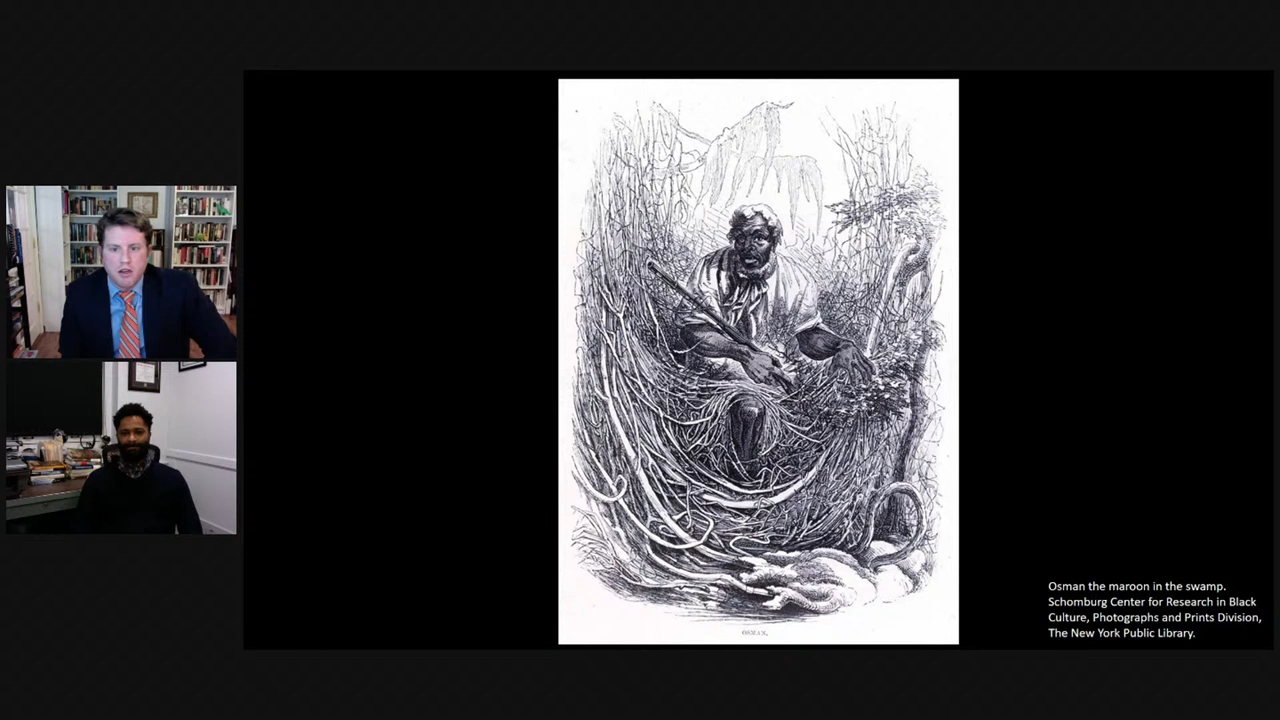 OSMAN.
Osman the maroon in the swamp.
Schomburg Center for Research in Black
Culture, Photographs and Prints Division,
The New York Public Library.